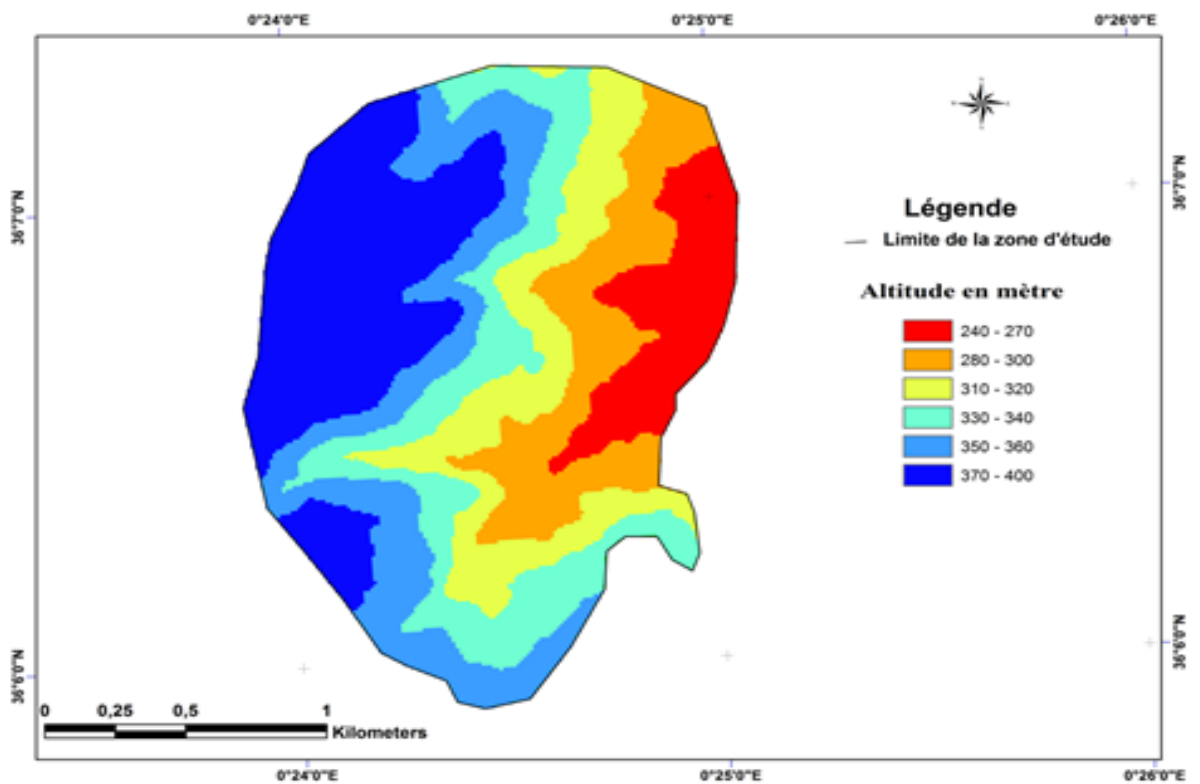 0°24'0"E 0°25'0"E 0°26'0"E
36°7'0"N
36°7'0"N
Légende
Limite de la zone d'étude
Altitude en mètre
240 - 270
280 - 300
310 - 320
330 - 340
350 - 360
370 - 400
36°6'0"N
36°6'0"N
0 0,25 0,5 1
Kilometers
0°24'0"E 0°25'0"E 0°26'0"E